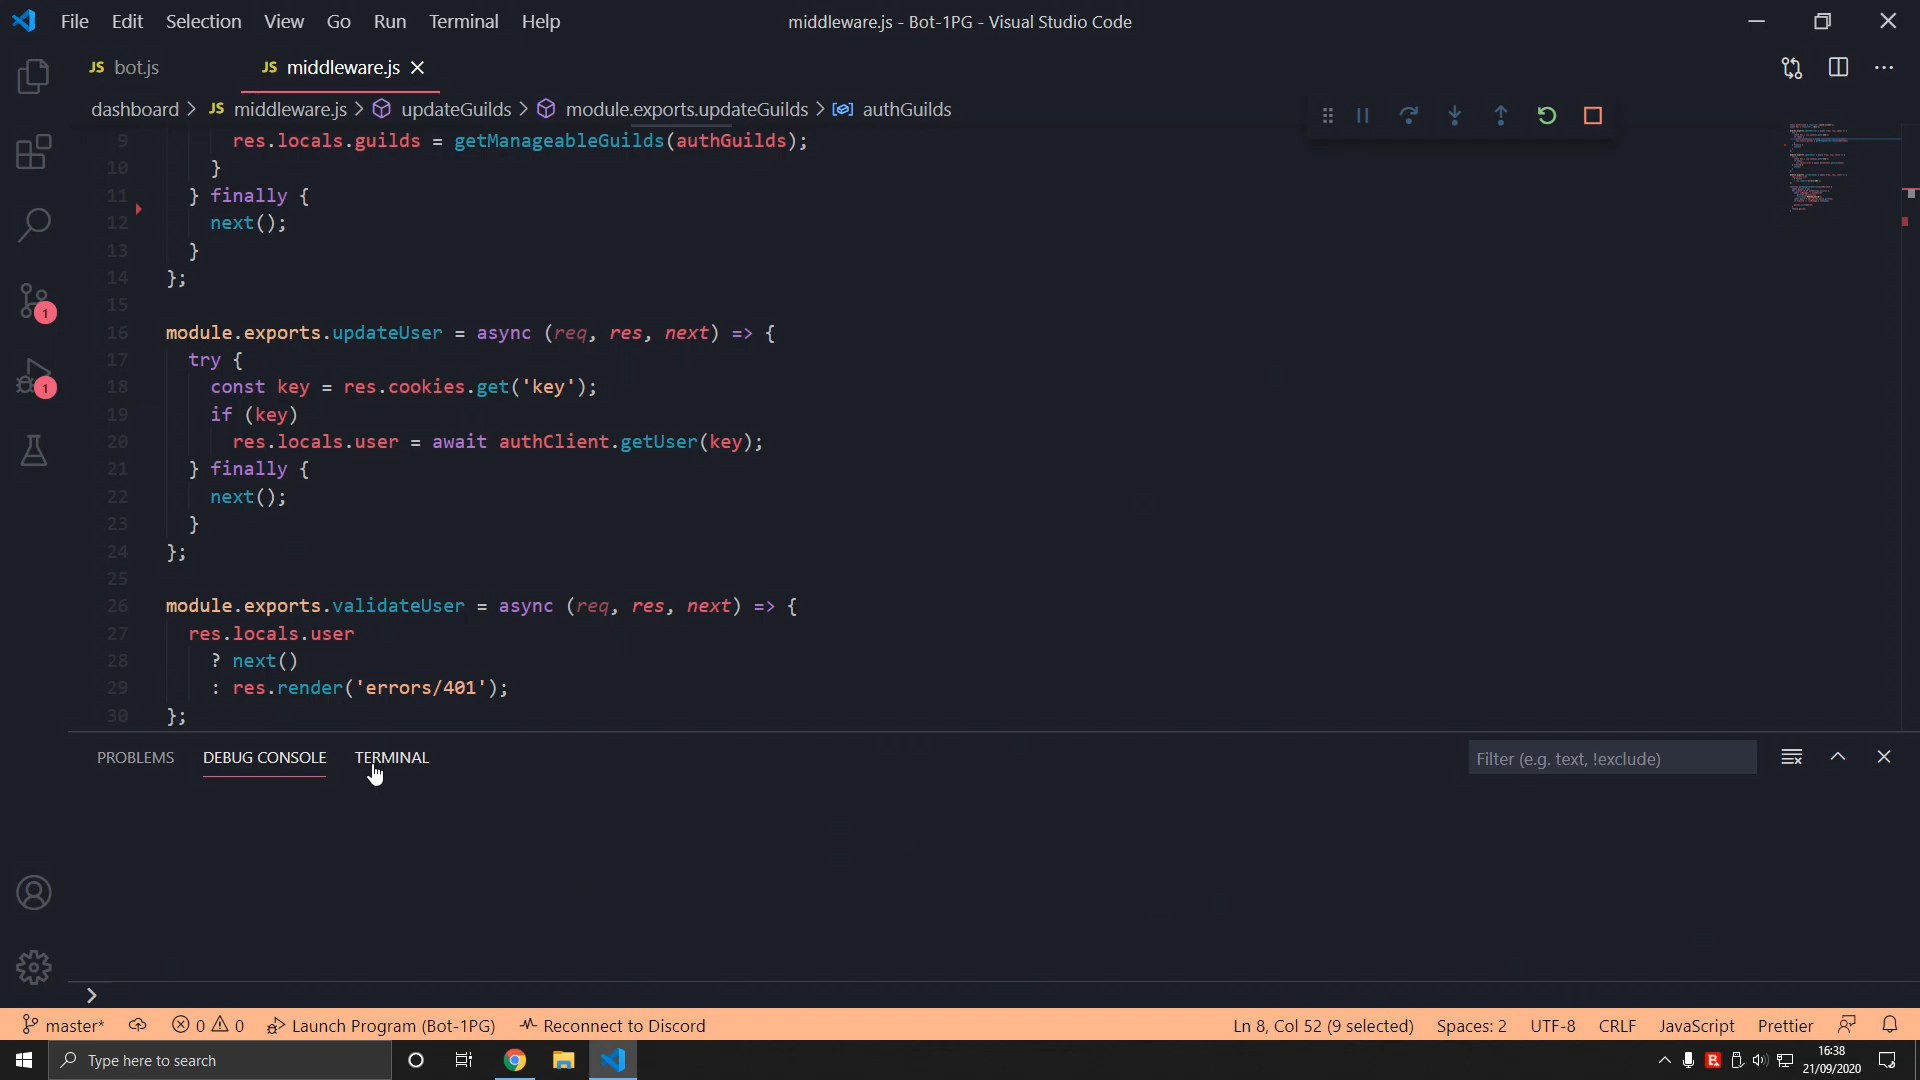 File Edit Selection View Go Run Terminal Help
middleware.js - Bot-1PG - Visual Studio Code
JS bot.js
JS middleware.js
dashboard > JS middleware.js > updateGuilds > module.exports.updateGuilds > authGuilds
9 res.locals.guilds = getManageableGuilds(authGuilds);
10 }
11 } finally {
12 next();
13 }
14 };
15
16 module.exports.updateUser = async (req, res, next) => {
17 try {
18 const key = res.cookies.get('key');
19 if (key)
20 res.locals.user = await authClient.getUser(key);
21 } finally {
22 next();
23 }
24 };
25
26 module.exports.validateUser = async (req, res, next) => {
27 res.locals.user
28 ? next()
29 : res.render('errors/401');
30 };
1
1
PROBLEMS DEBUG CONSOLE TERMINAL
Filter (e.g. text, !exclude)
master* 0 0 Launch Program (Bot-1PG) Reconnect to Discord
Ln 8, Col 52 (9 selected) Spaces: 2 UTF-8 CRLF JavaScript Prettier
Type here to search
16:38
21/09/2020